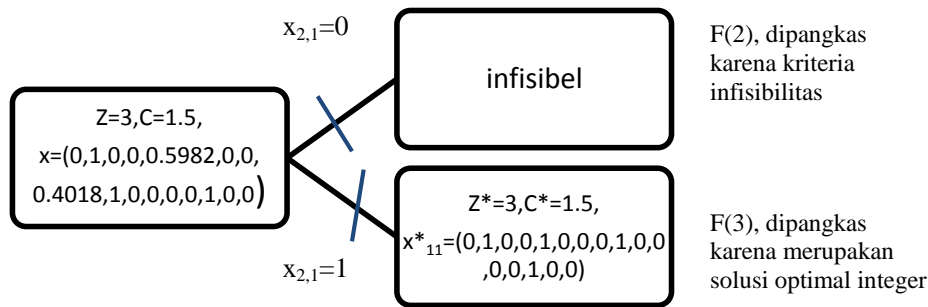 x2,1=0
infisibel
F(2), dipangkas
karena kriteria
infisibilitas
Z=3,C=1.5,
x=(0,1,0,0,0.5982,0,0,
0.4018,1,0,0,0,0,1,0,0)
Z*=3,C*=1.5,
x*11=(0,1,0,0,1,0,0,0,1,0,0
,0,0,1,0,0)
x2,1=1
F(3), dipangkas
karena merupakan
solusi optimal integer